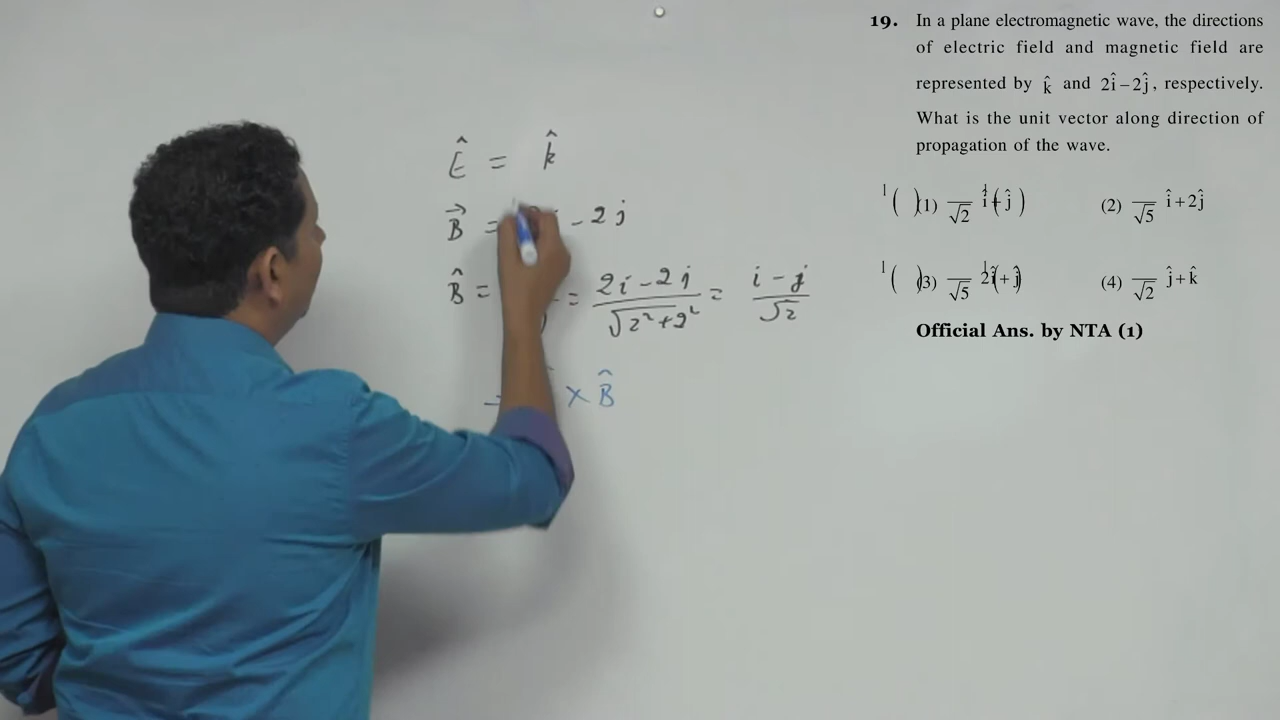 Ê = k̂
B⃗ = - 2j
B̂ = = 2i - 2j / √2² + 2² = i - j / √2
× B̂
19. In a plane electromagnetic wave, the directions
of electric field and magnetic field are
represented by k̂ and 2î – 2ĵ, respectively.
What is the unit vector along direction of
propagation of the wave.
(1) 1/√2 (î + ĵ) (2) 1/√5 (î + 2ĵ)
(3) 1/√5 (2î + ĵ) (4) 1/√2 (ĵ + k̂)
Official Ans. by NTA (1)